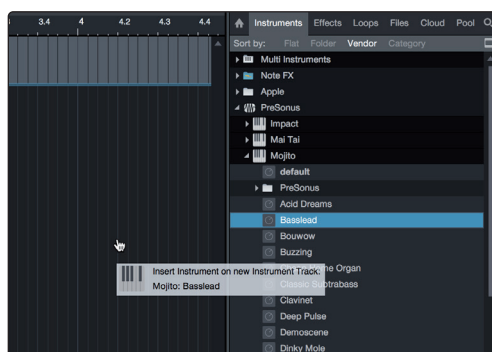 3.4 4 4.2 4.3 4.4
Instruments Effects Loops Files Cloud Pool
Sort by: Flat Folder Vendor Category
Multi Instruments
Note FX
Apple
PreSonus
Impact
Mai Tai
Mojito
default
PreSonus
Acid Dreams
Basslead
Bouwow
Buzzing
Insert Instrument on new Instrument Track:
Mojito: Basslead
Organ
Classic Subtrabass
Clavinet
Deep Pulse
Demoscene
Dinky Mole